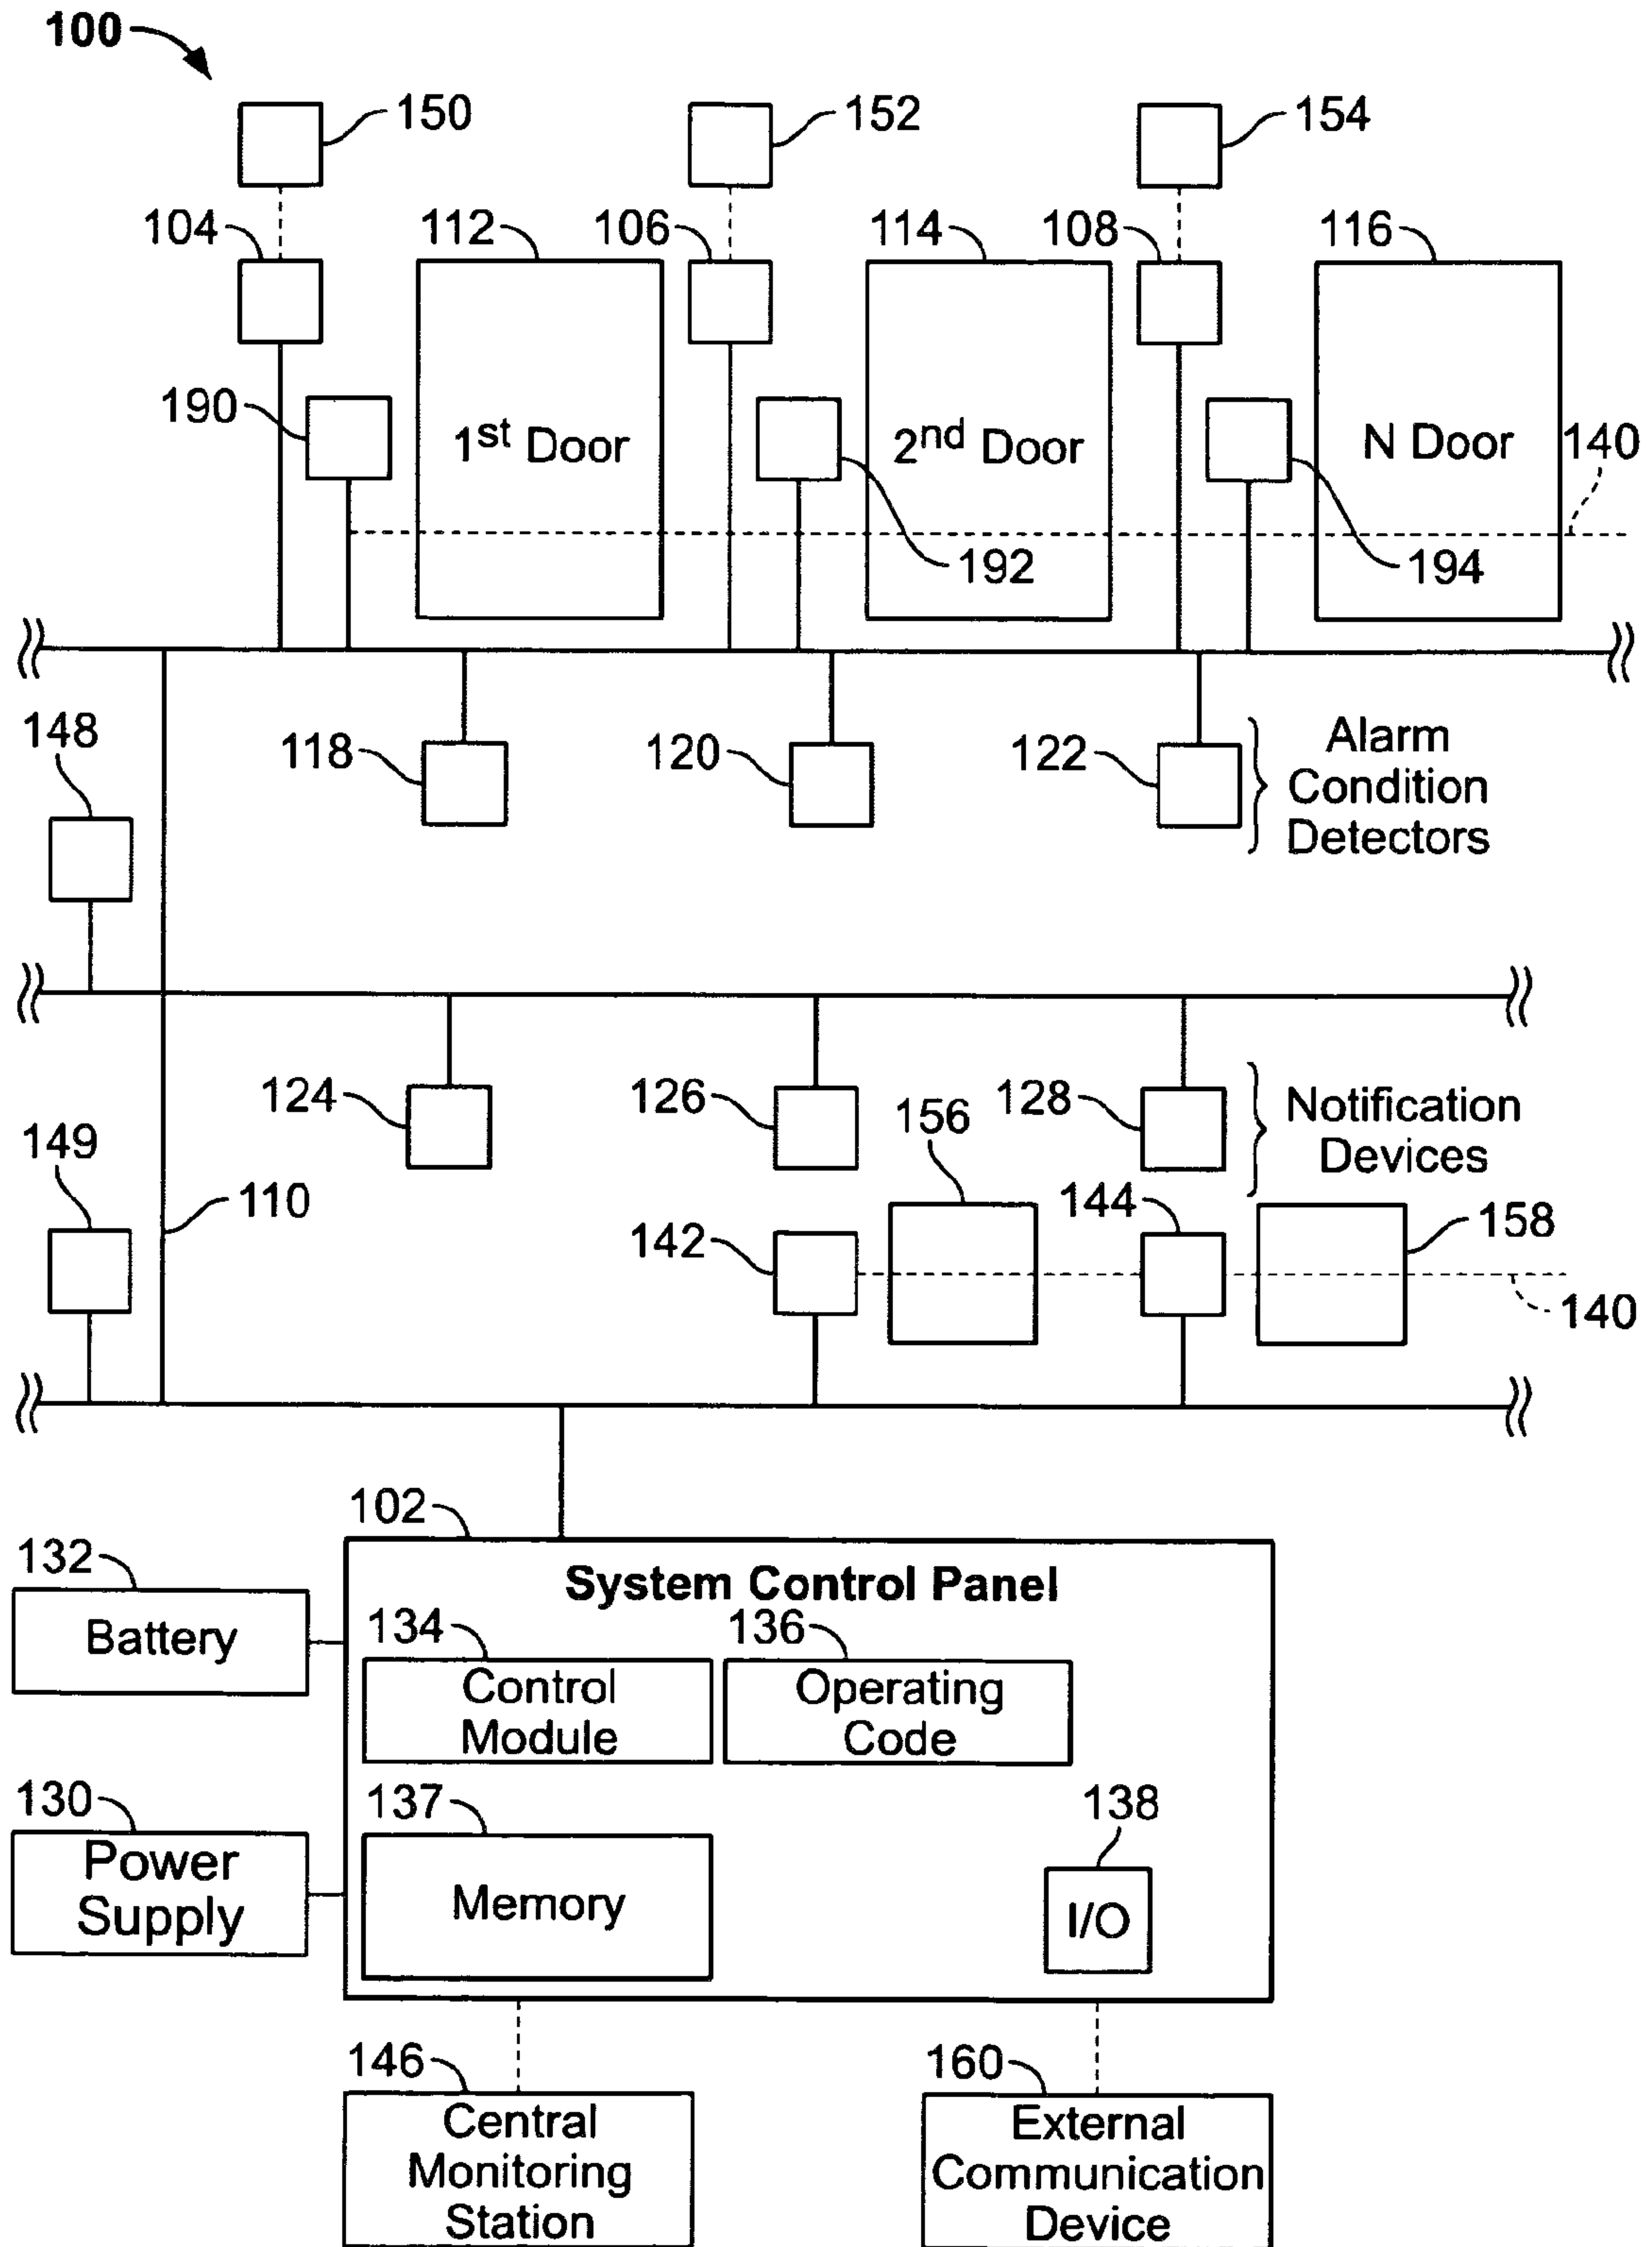 100
150
152
154
104
112
106
114
108
116
190
1st Door
2nd Door
N Door
140
192
194
148
118
120
122
Alarm
Condition
Detectors
124
126
156
128
Notification
Devices
149
110
142
144
158
140
102
132
System Control Panel
Battery
134
136
Control
Module
Operating
Code
130
137
138
Power
Supply
Memory
I/O
146
160
Central
Monitoring
Station
External
Communication
Device